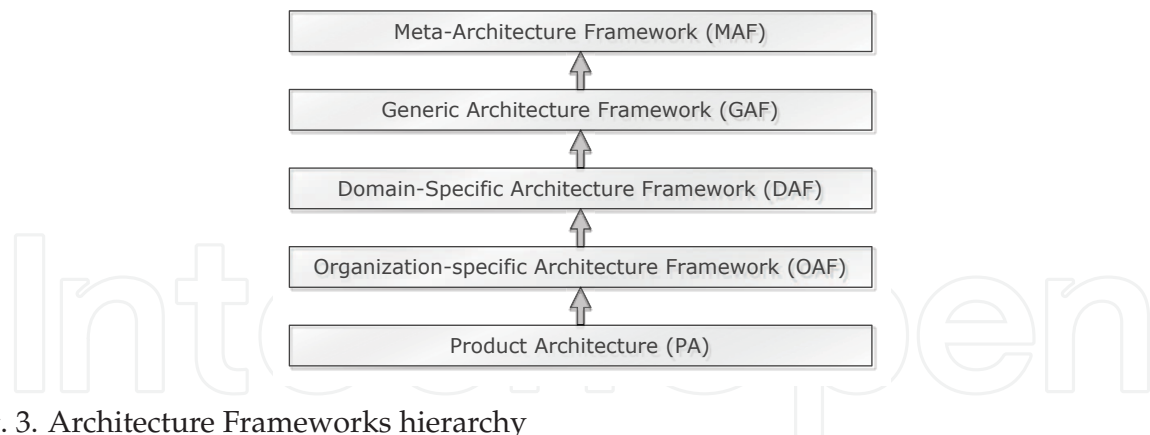 Meta-Architecture Framework (MAF)
Generic Architecture Framework (GAF)
Domain-Specific Architecture Framework (DAF)
Organization-specific Architecture Framework (OAF)
Product Architecture (PA)
. 3. Architecture Frameworks hierarchy